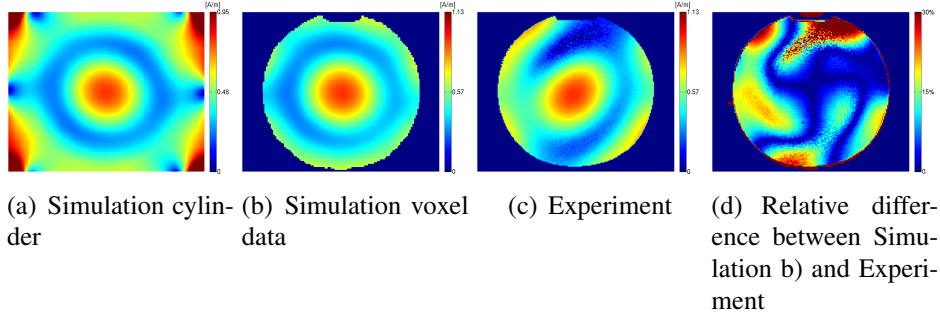 [A/m]
0.95
0.48
0
[A/m]
1.13
0.57
0
[A/m]
1.13
0.57
0
30%
15%
0
(a) Simulation cylin-
der
(b) Simulation voxel
data
(c) Experiment
(d) Relative differ-
ence between Simu-
lation b) and Experi-
ment